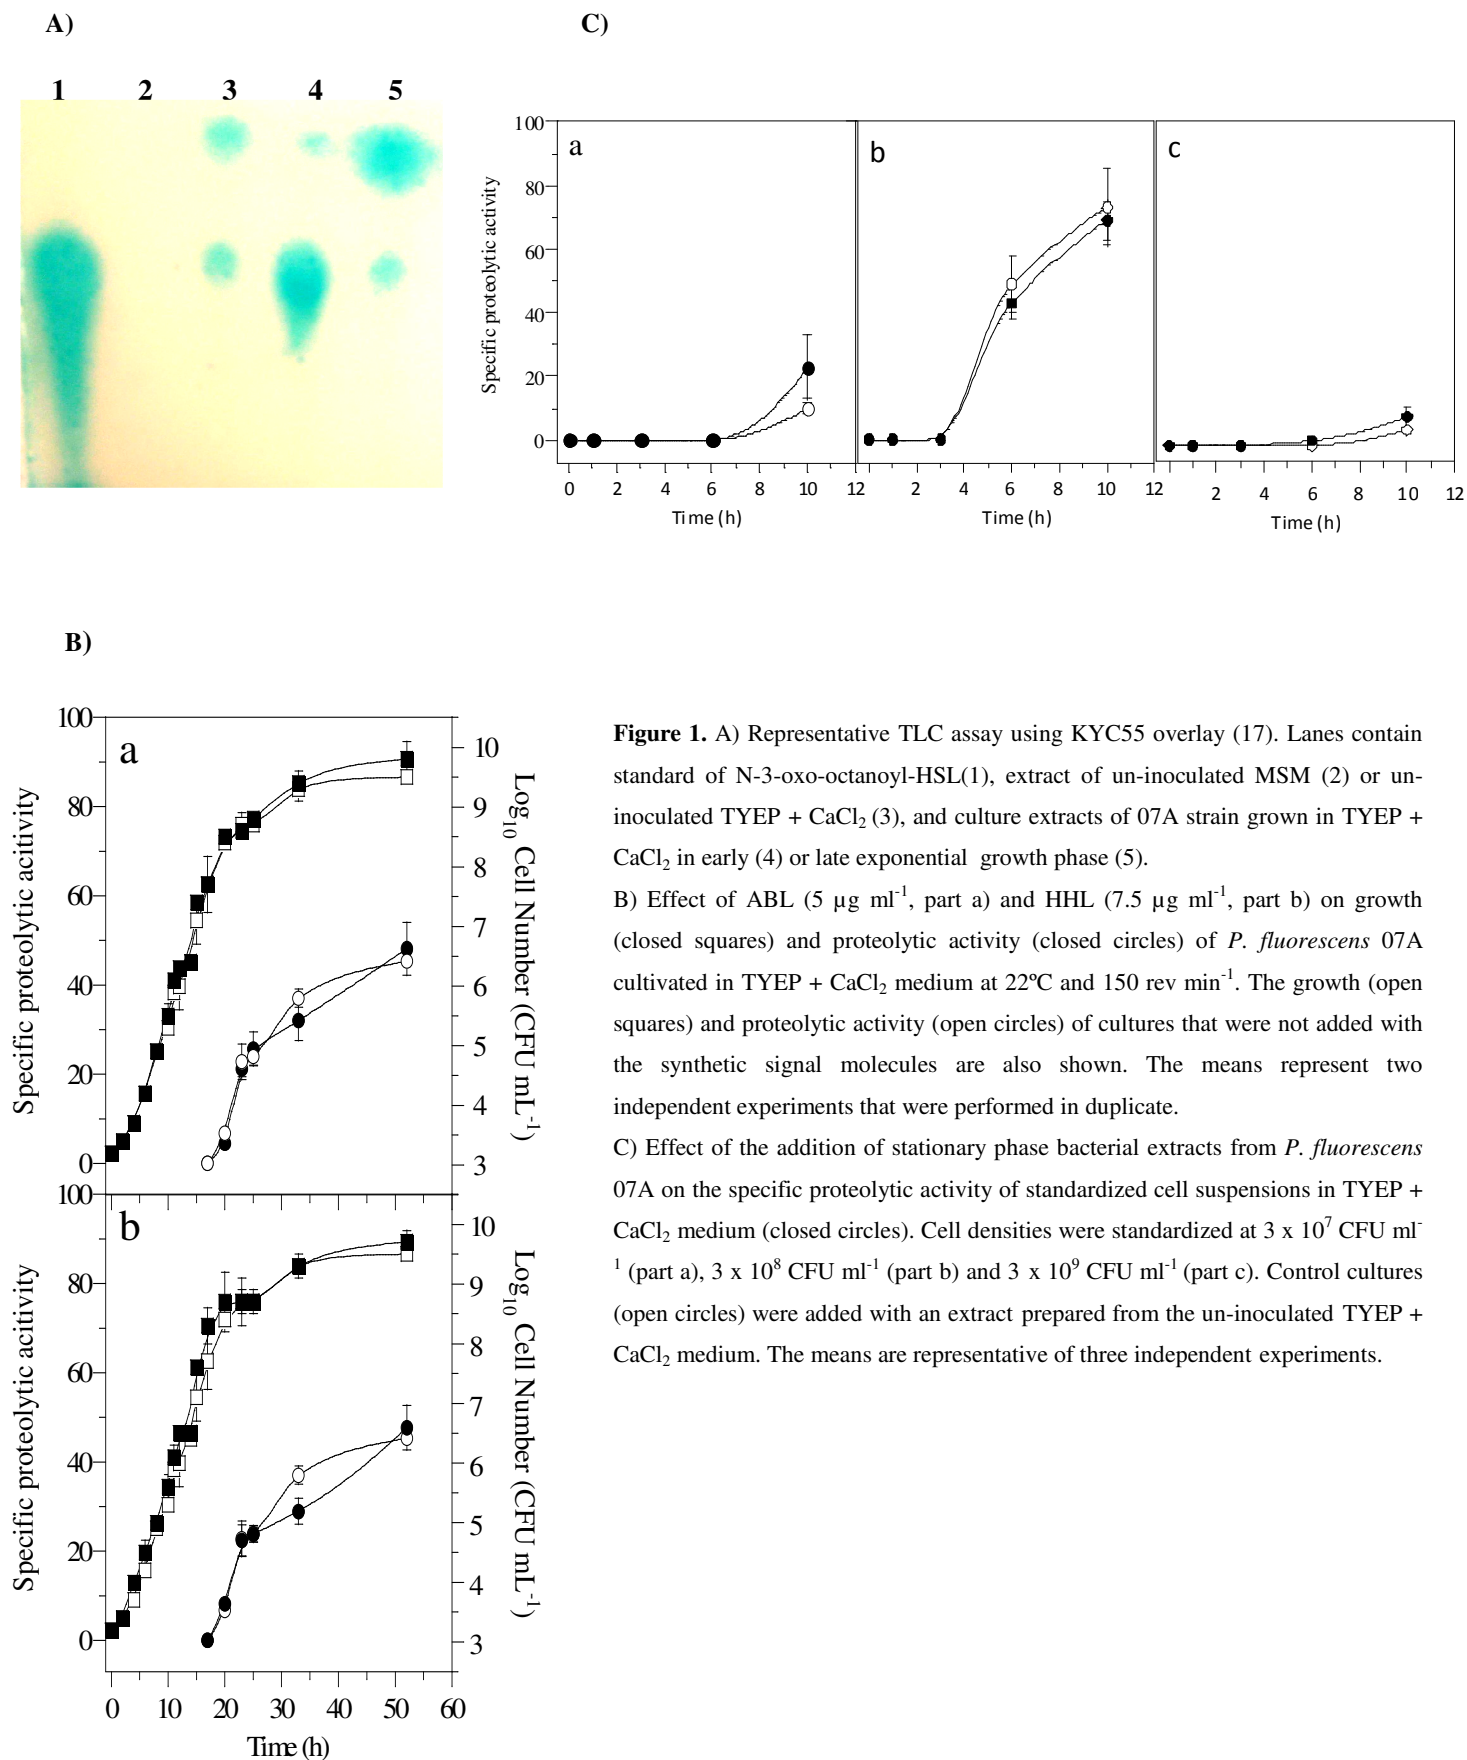 A)
1 2 3 4 5
C)
Specific proteolytic activity
100
80
60
40
20
0
a
0 2 4 6 8 10 12
Time (h)
b
2 4 6 8 10 12
Time (h)
c
2 4 6 8 10 12
Time (h)
B)
Specific proteolytic acitivity
100
80
60
40
20
0
a
10
9
8
7
6
5
4
3
Log10 Cell Number (CFU mL-1)
Specific proteolytic acitivity
100
80
60
40
20
0
b
10
9
8
7
6
5
4
3
Log10 Cell Number (CFU mL-1)
0 10 20 30 40 50 60
Time (h)
Figure 1. A) Representative TLC assay using KYC55 overlay (17). Lanes contain
standard of N-3-oxo-octanoyl-HSL(1), extract of un-inoculated MSM (2) or un-
inoculated TYEP + CaCl2 (3), and culture extracts of 07A strain grown in TYEP +
CaCl2 in early (4) or late exponential growth phase (5).
B) Effect of ABL (5 µg ml-1, part a) and HHL (7.5 µg ml-1, part b) on growth
(closed squares) and proteolytic activity (closed circles) of P. fluorescens 07A
cultivated in TYEP + CaCl2 medium at 22ºC and 150 rev min-1. The growth (open
squares) and proteolytic activity (open circles) of cultures that were not added with
the synthetic signal molecules are also shown. The means represent two
independent experiments that were performed in duplicate.
C) Effect of the addition of stationary phase bacterial extracts from P. fluorescens
07A on the specific proteolytic activity of standardized cell suspensions in TYEP +
CaCl2 medium (closed circles). Cell densities were standardized at 3 x 10^7 CFU ml-
1 (part a), 3 x 10^8 CFU ml-1 (part b) and 3 x 10^9 CFU ml-1 (part c). Control cultures
(open circles) were added with an extract prepared from the un-inoculated TYEP +
CaCl2 medium. The means are representative of three independent experiments.